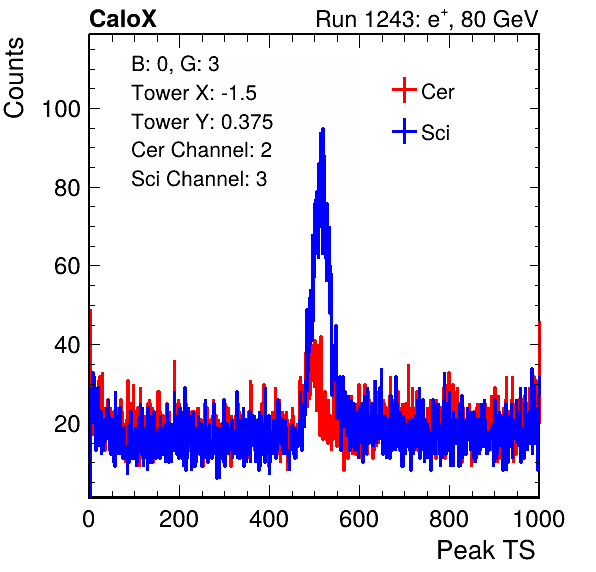 CaloX
Run 1243: e+, 80 GeV
Counts
B: 0, G: 3
Tower X: -1.5
Tower Y: 0.375
Cer Channel: 2
Sci Channel: 3
Cer
Sci
100
80
60
40
20
0 200 400 600 800 1000
Peak TS